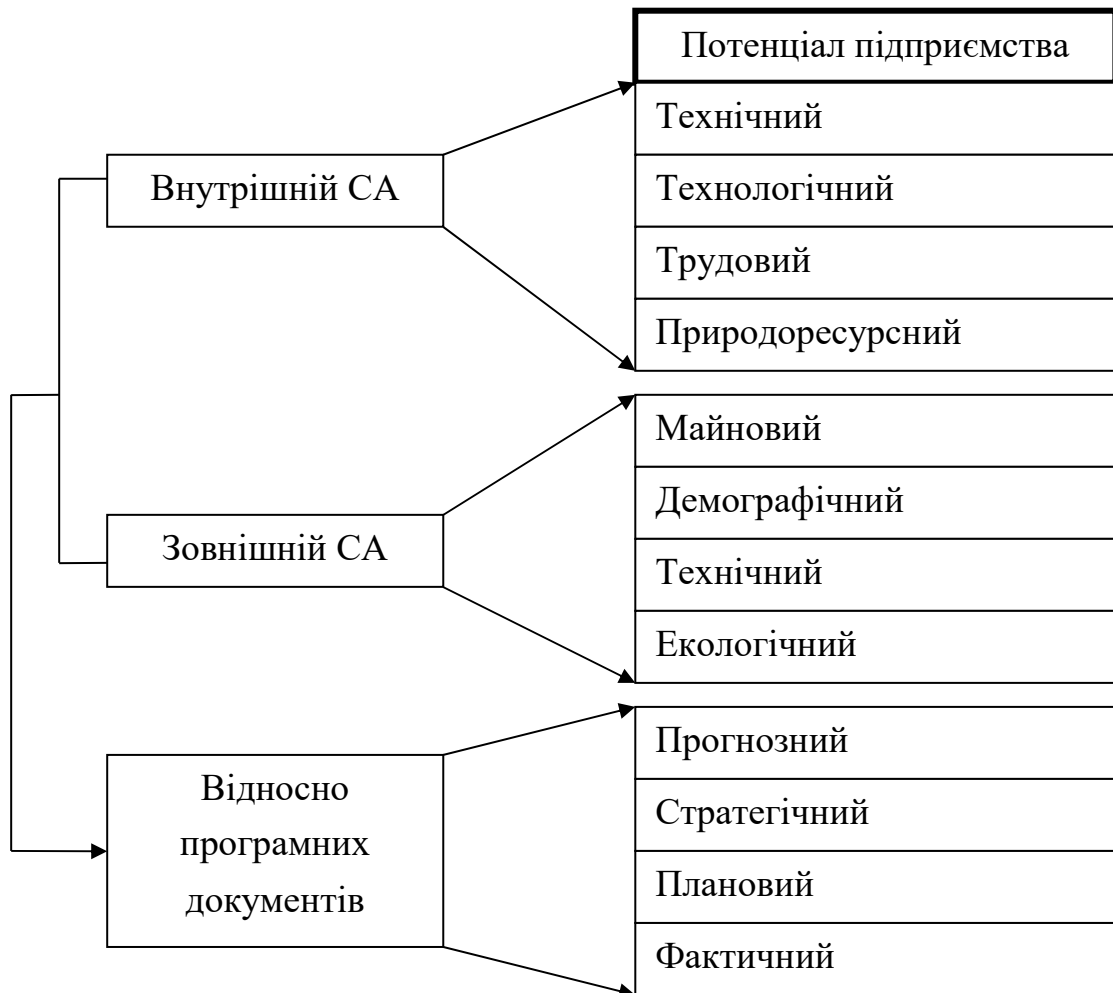 Потенціал підприємства
Технічний
Внутрішній СА
Технологічний
Трудовий
Природоресурсний
Майновий
Демографічний
Зовнішній СА
Технічний
Екологічний
Прогнозний
Відносно
програмних
документів
Стратегічний
Плановий
Фактичний